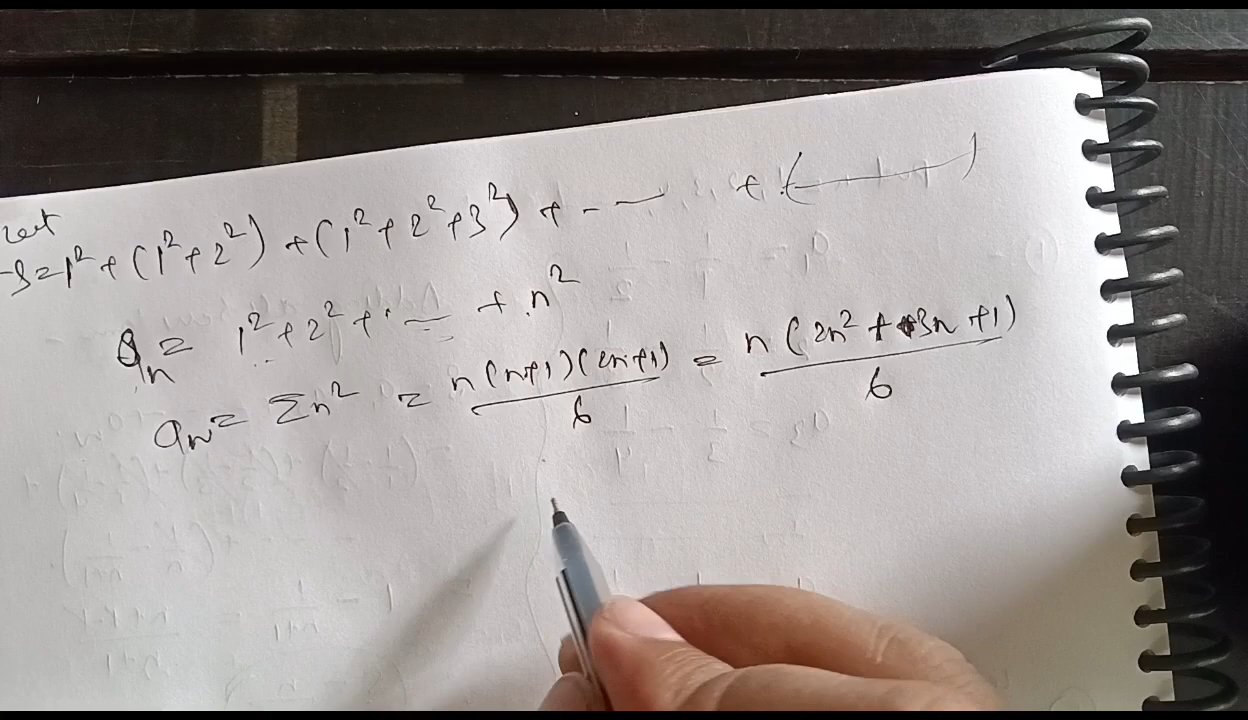 Let
S=1²+(1²+2²)+(1²+2²+3²)+-—+( )
aₙ= 1²+2²+·—+n²
aₙ= Σn² = n(n+1)(2n+1)/6 = n(2n²+3n+1)/6